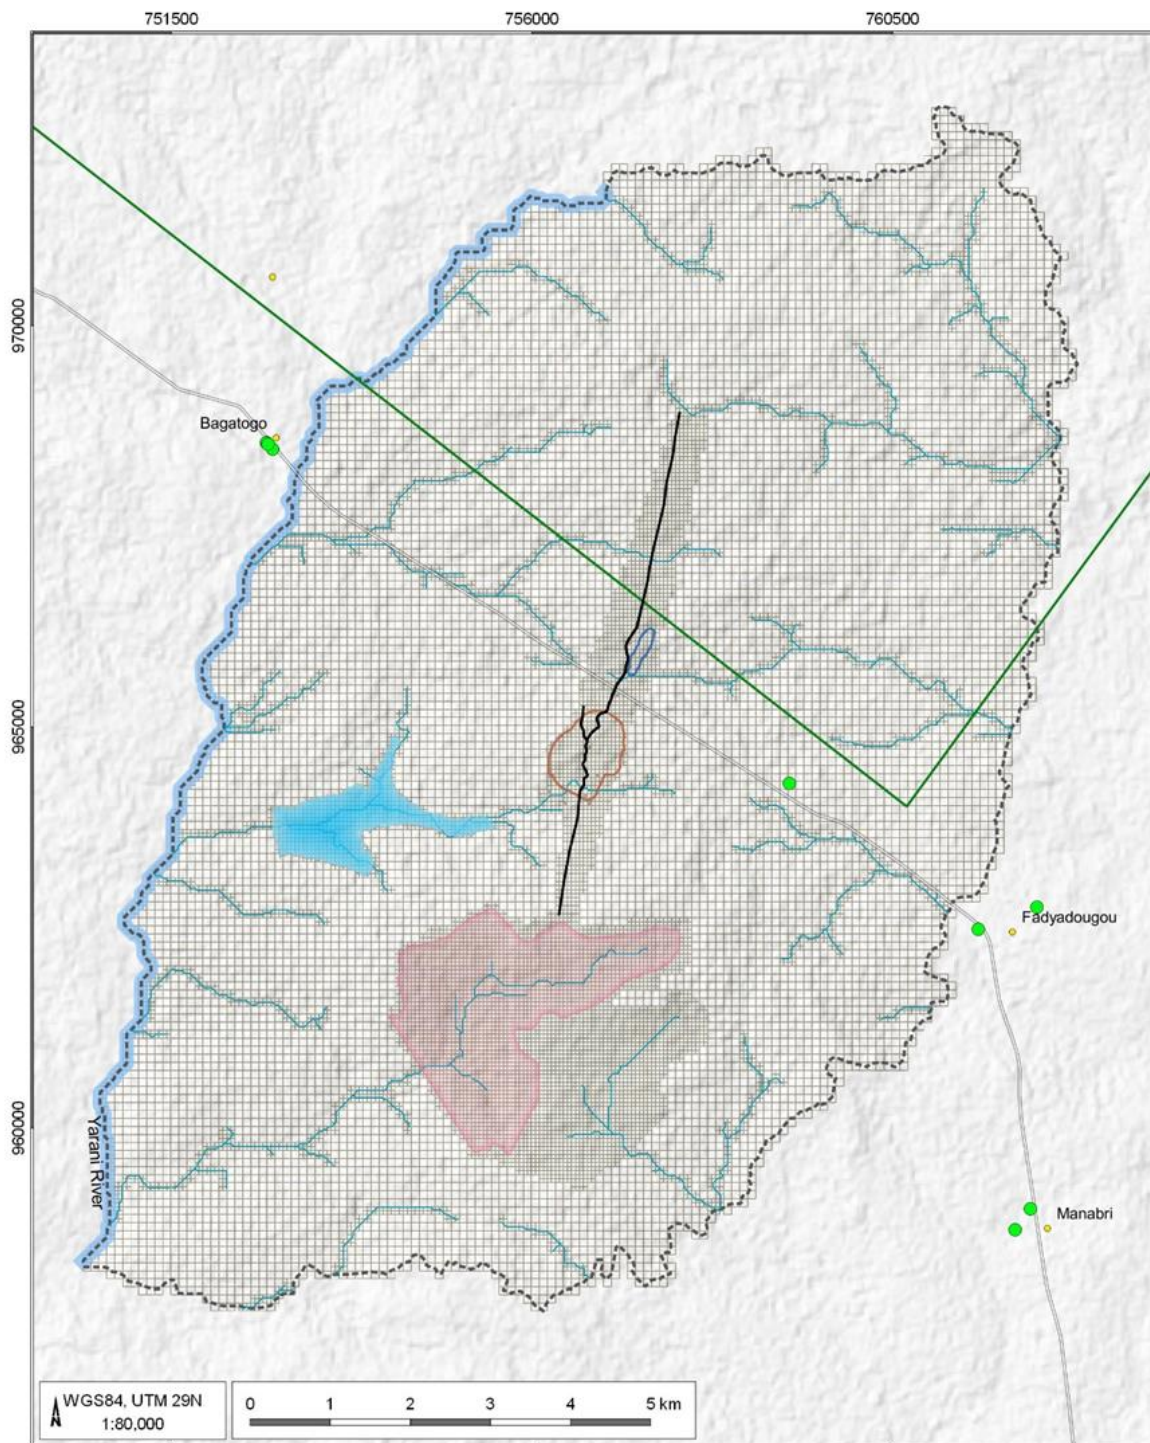 751500 756000 760500
970000
Bagatogo
965000
Fadyadougou
960000
Yarani River
Manabri
WGS84, UTM 29N
1:80,000
N
0 1 2 3 4 5 km